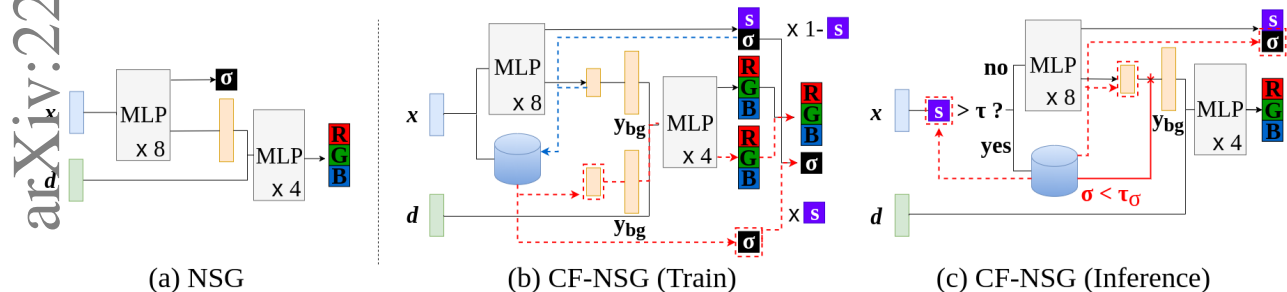 arXiv:22
x
d
MLP
x 8
σ
MLP
x 4
R
G
B
(a) NSG
x
d
MLP
x 8
s
σ
x 1- s
R
G
B
y_bg
MLP
x 4
R
G
B
R
G
B
σ
y_bg
x s
σ
(b) CF-NSG (Train)
x
s > τ ?
no
yes
d
MLP
x 8
s
σ
y_bg
MLP
x 4
R
G
B
σ < τ_σ
(c) CF-NSG (Inference)